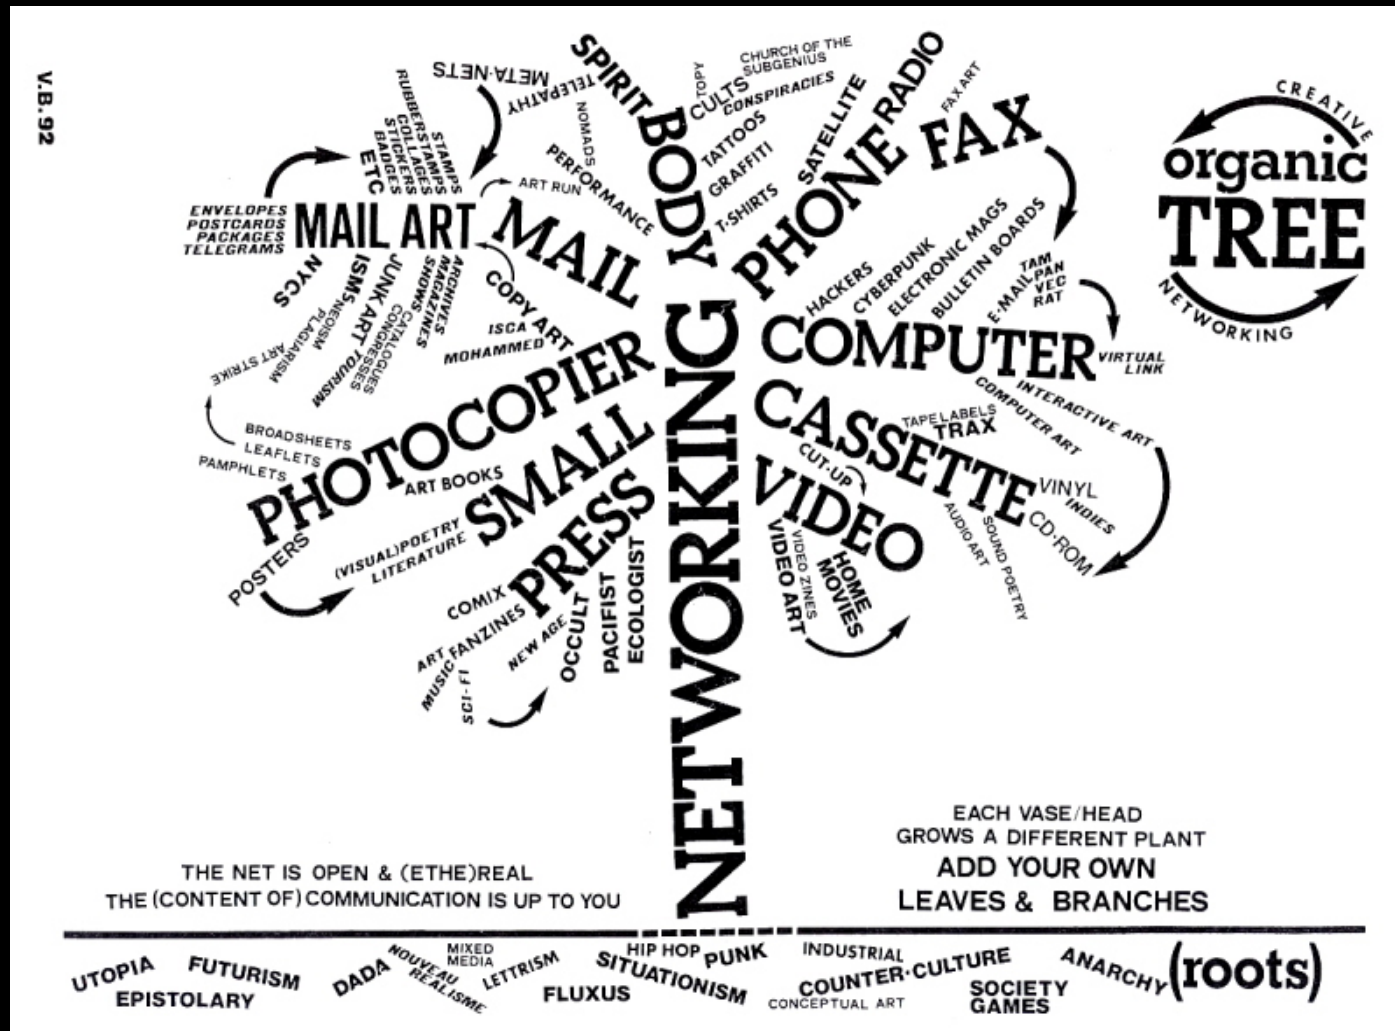 V.B. 92
CREATIVE
organic
TREE
NETWORKING
META-NETS
TELEPATHY
SPIRIT
BODY
NOMADS
PERFORMANCE
ART RUN
TOPY
CULTS
CHURCH OF THE
SUBGENIUS
CONSPIRACIES
TATTOOS
GRAFFITI
T-SHIRTS
SATELLITE
PHONE RADIO
FAX ART
FAX
RUBBERSTAMPS
STAMPS
COLLAGES
STICKERS
BADGES
ETC
ENVELOPES
POSTCARDS
PACKAGES
TELEGRAMS
MAIL ART
MAIL
NYCS
ISMS
NEOISM
PLAGIARISM
ART STRIKE
JUNK ART
TOURISM
CONGRESSES
CATALOGUES
SHOWS
MAGAZINES
ARCHIVES
COPY ART
ISCA
MOHAMMED
HACKERS
CYBERPUNK
ELECTRONIC MAGS
BULLETIN BOARDS
E-MAIL
TAM
PAN
VEC
RAT
COMPUTER
VIRTUAL
LINK
COMPUTER ART
INTERACTIVE ART
PHOTOCOPIER
BROADSHEETS
LEAFLETS
PAMPHLETS
POSTERS
ART BOOKS
SMALL
PRESS
(VISUAL)POETRY
LITERATURE
COMIX
FANZINES
ART
MUSIC
SCI-FI
NEW AGE
OCCULT
PACIFIST
ECOLOGIST
CASSETTE
TAPE LABELS
TRAX
CUT-UP
VINYL
INDIES
CD-ROM
AUDIO ART
SOUND POETRY
VIDEO
VIDEO ART
VIDEO ZINES
HOME
MOVIES
NETWORKING
THE NET IS OPEN & (ETHE)REAL
THE (CONTENT OF) COMMUNICATION IS UP TO YOU
EACH VASE/HEAD
GROWS A DIFFERENT PLANT
ADD YOUR OWN
LEAVES & BRANCHES
UTOPIA
FUTURISM
EPISTOLARY
DADA
NOUVEAU
REALISME
MIXED
MEDIA
LETTRISM
FLUXUS
HIP HOP
SITUATIONISM
PUNK
INDUSTRIAL
COUNTER-CULTURE
CONCEPTUAL ART
SOCIETY
GAMES
ANARCHY
(roots)